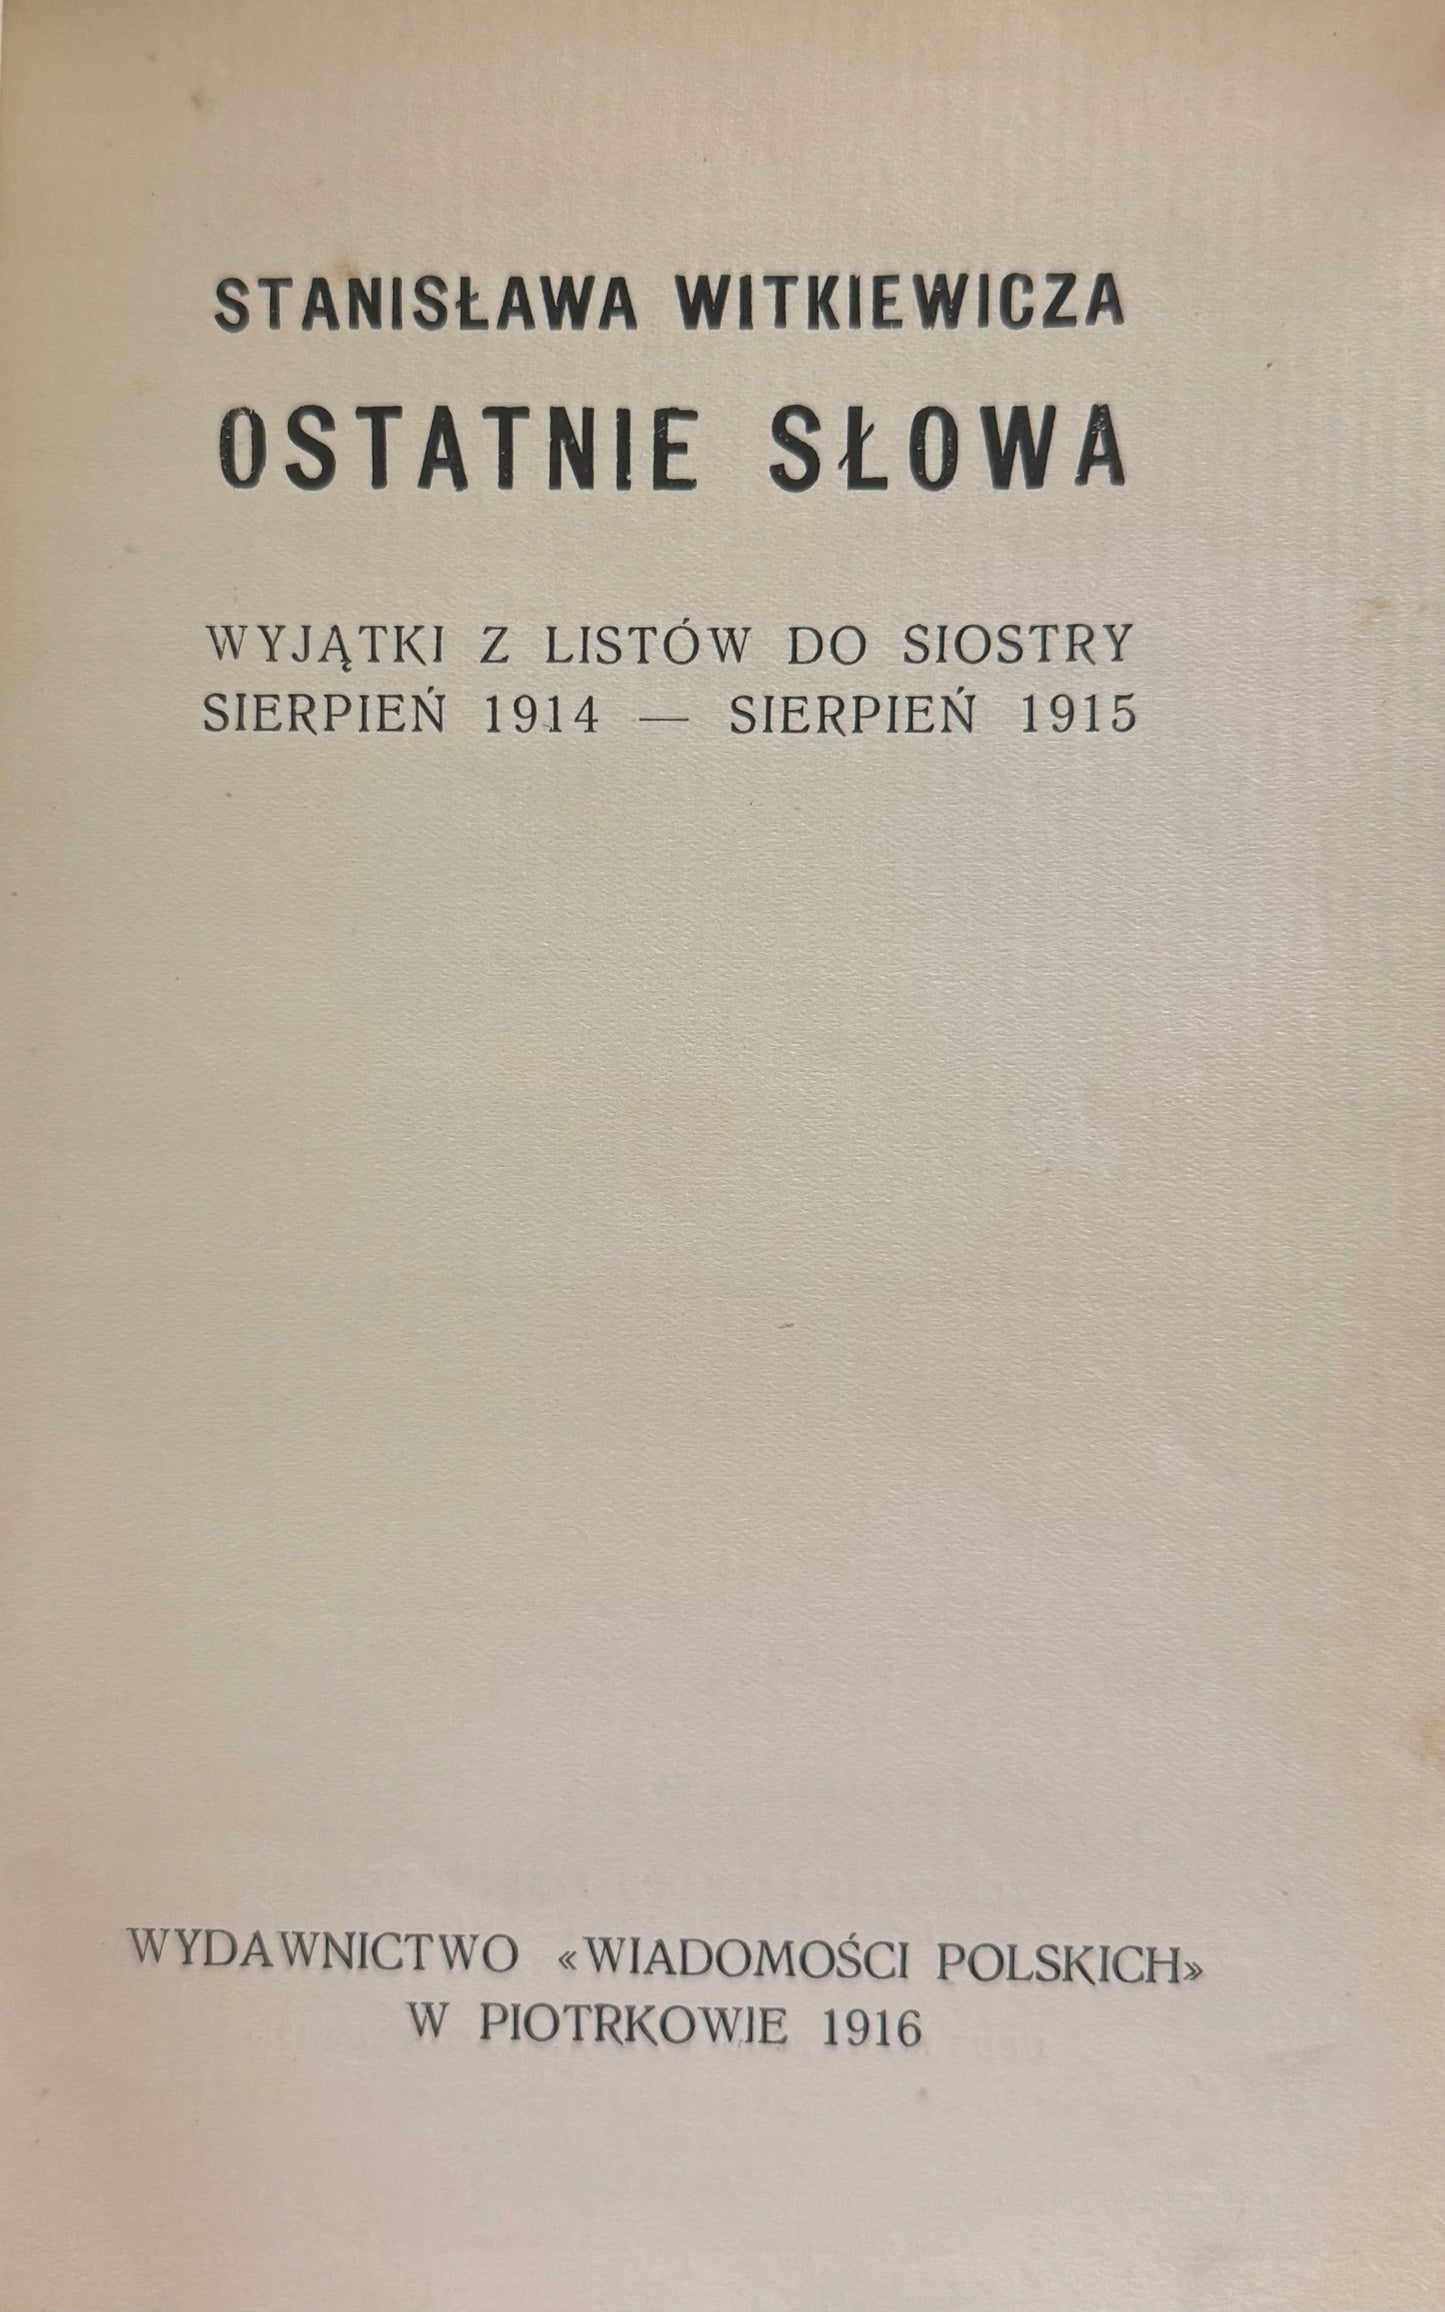 STANISŁAWA WITKIEWICZA
OSTATNIE SŁOWA
WYJĄTKI Z LISTÓW DO SIOSTRY
SIERPIEŃ 1914 — SIERPIEŃ 1915
WYDAWNICTWO «WIADOMOŚCI POLSKICH»
W PIOTRKOWIE 1916